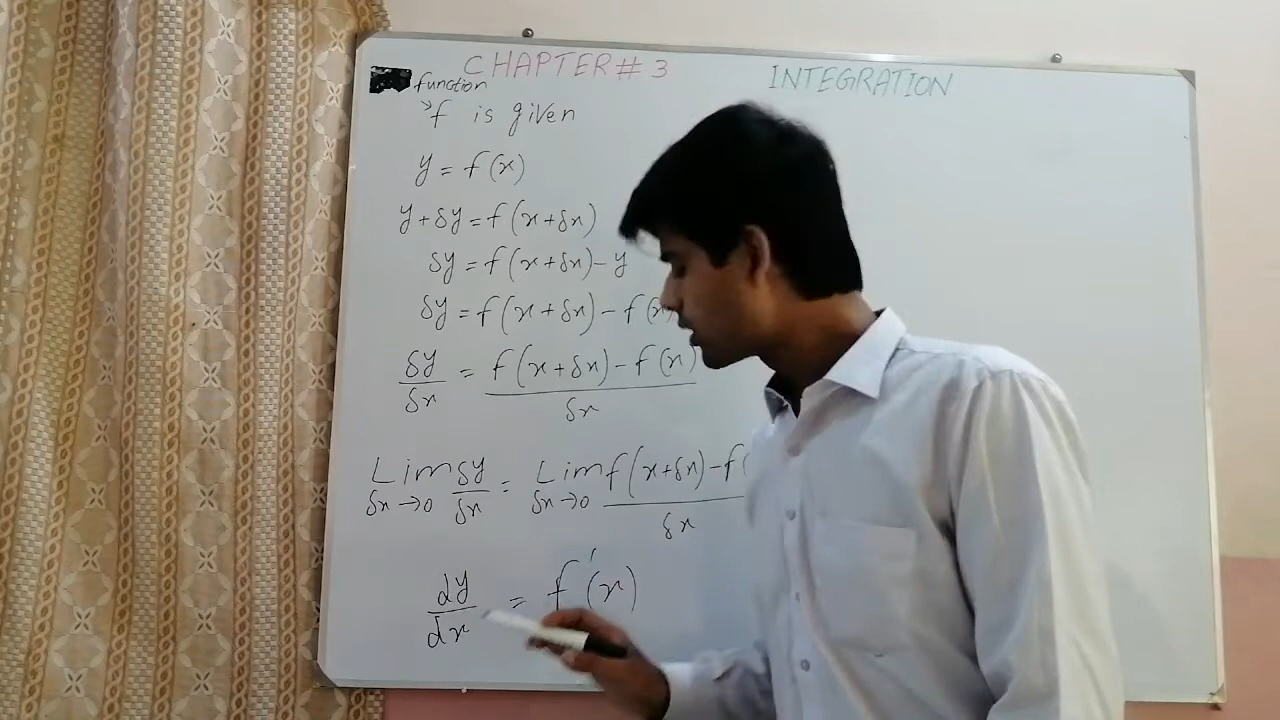 CHAPTER # 3 INTEGRATION
function
f is given
y = f(x)
y + δy = f(x + δx)
δy = f(x + δx) - y
δy = f(x + δx) - f(x)
δy/δx = f(x + δx) - f(x) / δx
Lim δx→0 δy/δx = Lim δx→0 f(x+δx) - f( / δx
dy/dx = f'(x)